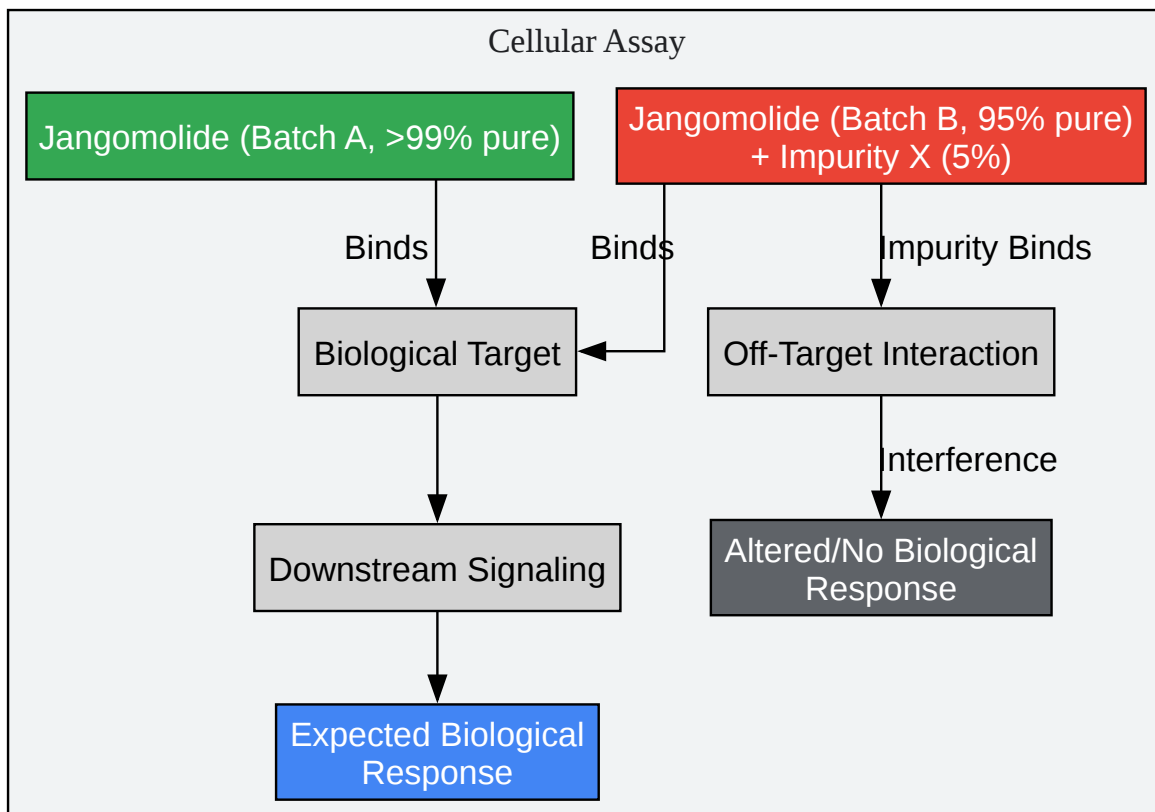 Cellular Assay
Jangomolide (Batch A, >99% pure)
Jangomolide (Batch B, 95% pure)
+ Impurity X (5%)
Binds
Binds
Impurity Binds
Biological Target
Off-Target Interaction
Interference
Downstream Signaling
Altered/No Biological
Response
Expected Biological
Response